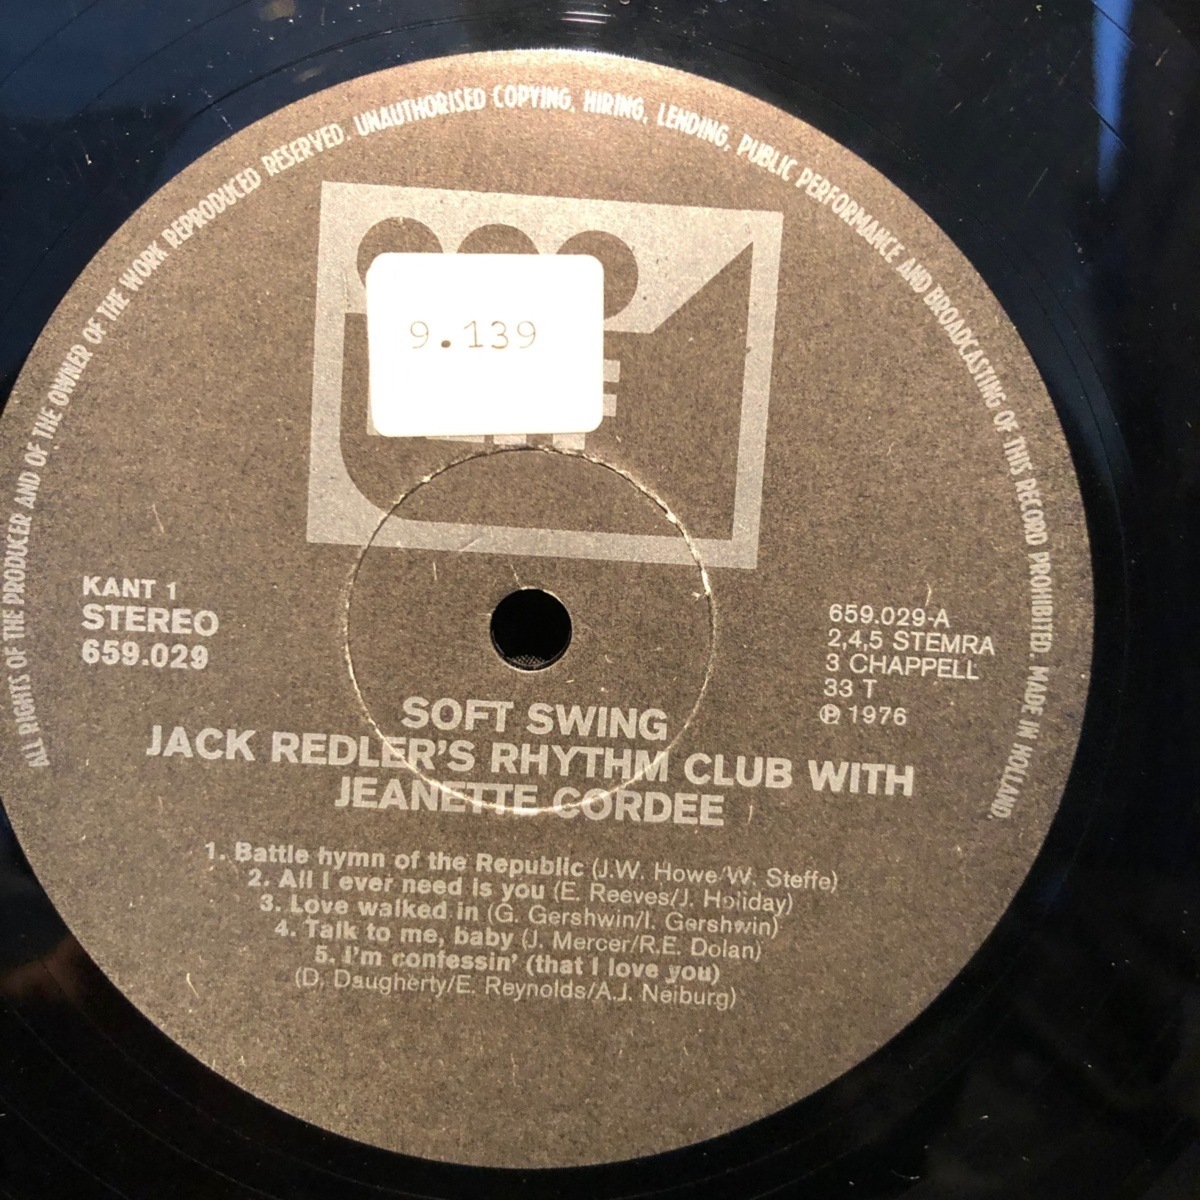 ALL RIGHTS OF THE PRODUCER AND OF THE OWNER OF THE WORK REPRODUCED RESERVED. UNAUTHORISED COPYING, HIRING, LENDING, PUBLIC PERFORMANCE AND BROADCASTING OF THIS RECORD PROHIBITED. MADE IN HOLLAND.
9.139
KANT 1
STEREO
659.029
659.029-A
2,4,5 STEMRA
3 CHAPPELL
33 T
℗ 1976
SOFT SWING
JACK REDLER'S RHYTHM CLUB WITH
JEANETTE CORDEE
1. Battle hymn of the Republic (J.W. Howe/W. Steffe)
2. All I ever need is you (E. Reeves/J. Holiday)
3. Love walked in (G. Gershwin/I. Gershwin)
4. Talk to me, baby (J. Mercer/R.E. Dolan)
5. I'm confessin' (that I love you)
(D. Daugherty/E. Reynolds/A.J. Neiburg)